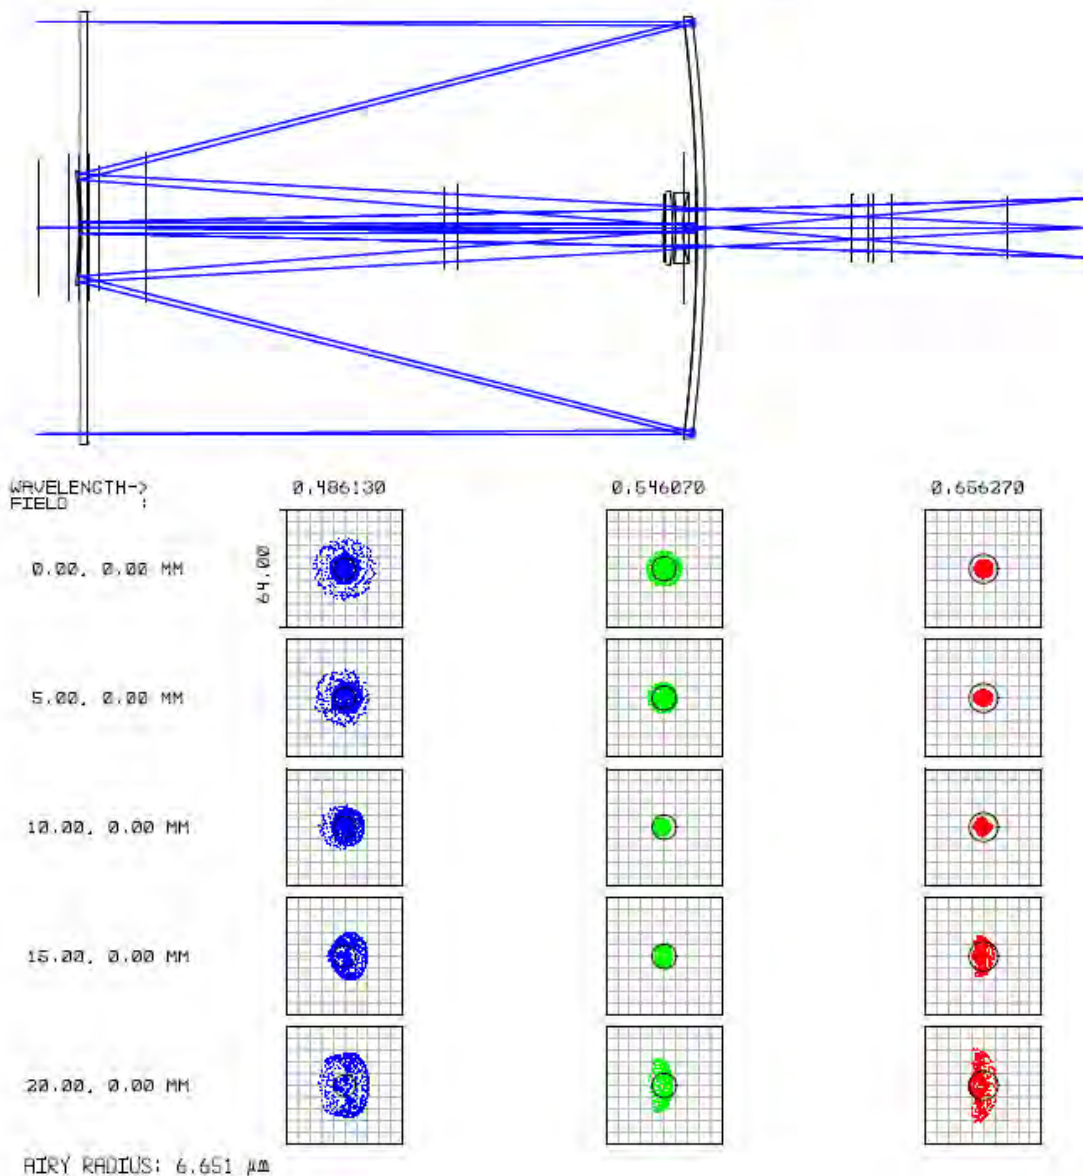 WAVELENGTH-> 0.486130 0.546070 0.656270
FIELD :
0.00, 0.00 MM
64.00
5.00, 0.00 MM
10.00, 0.00 MM
15.00, 0.00 MM
20.00, 0.00 MM
AIRY RADIUS: 6.651 µm